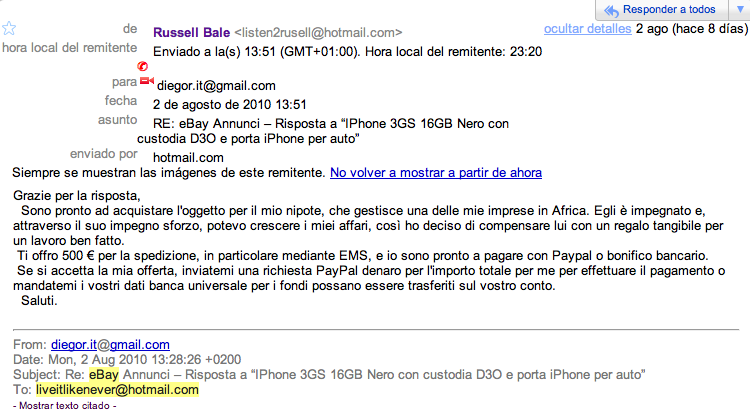 Responder a todos
de Russell Bale <listen2rusell@hotmail.com> ocultar detalles 2 ago (hace 8 días)
hora local del remitente Enviado a la(s) 13:51 (GMT+01:00). Hora local del remitente: 23:20
para diegor.it@gmail.com
fecha 2 de agosto de 2010 13:51
asunto RE: eBay Annunci – Risposta a “IPhone 3GS 16GB Nero con
custodia D3O e porta iPhone per auto”
enviado por hotmail.com
Siempre se muestran las imágenes de este remitente. No volver a mostrar a partir de ahora
Grazie per la risposta,
Sono pronto ad acquistare l'oggetto per il mio nipote, che gestisce una delle mie imprese in Africa. Egli è impegnato e,
attraverso il suo impegno sforzo, potevo crescere i miei affari, così ho deciso di compensare lui con un regalo tangibile per
un lavoro ben fatto.
Ti offro 500 € per la spedizione, in particolare mediante EMS, e io sono pronti a pagare con Paypal o bonifico bancario.
Se si accetta la mia offerta, inviatemi una richiesta PayPal denaro per l'importo totale per me per effettuare il pagamento o
mandatemi i vostri dati banca universale per i fondi possano essere trasferiti sul vostro conto.
Saluti.
From: diegor.it@gmail.com
Date: Mon, 2 Aug 2010 13:28:26 +0200
Subject: Re: eBay Annunci – Risposta a “IPhone 3GS 16GB Nero con custodia D3O e porta iPhone per auto”
To: liveitlikenever@hotmail.com
- Mostrar texto citado -